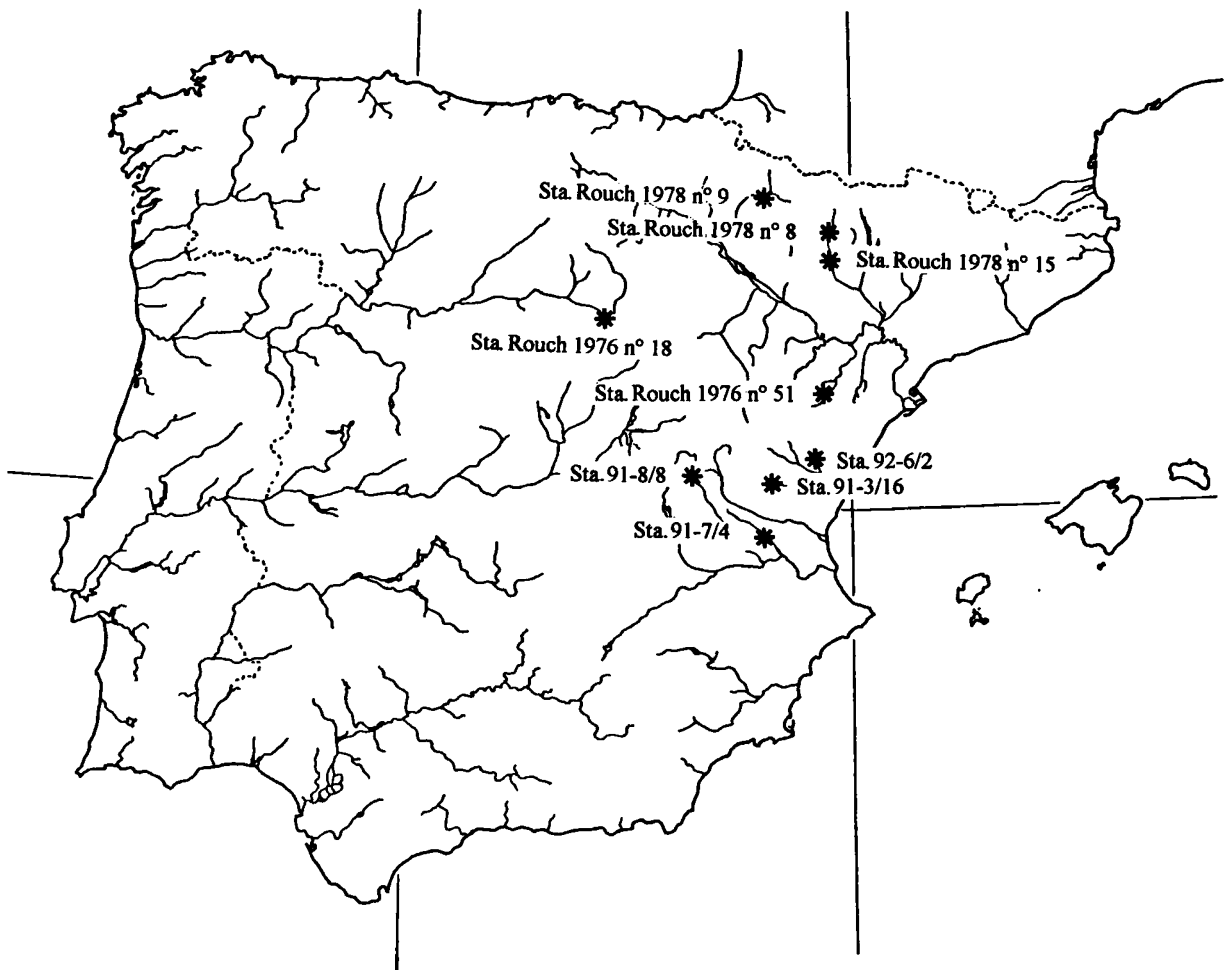 Sta. Rouch 1978 n° 9
Sta. Rouch 1978 n° 8
Sta. Rouch 1978 n° 15
Sta. Rouch 1976 n° 18
Sta. Rouch 1976 n° 51
Sta. 92-6/2
Sta. 91-8/8
Sta. 91-3/16
Sta. 91-7/4